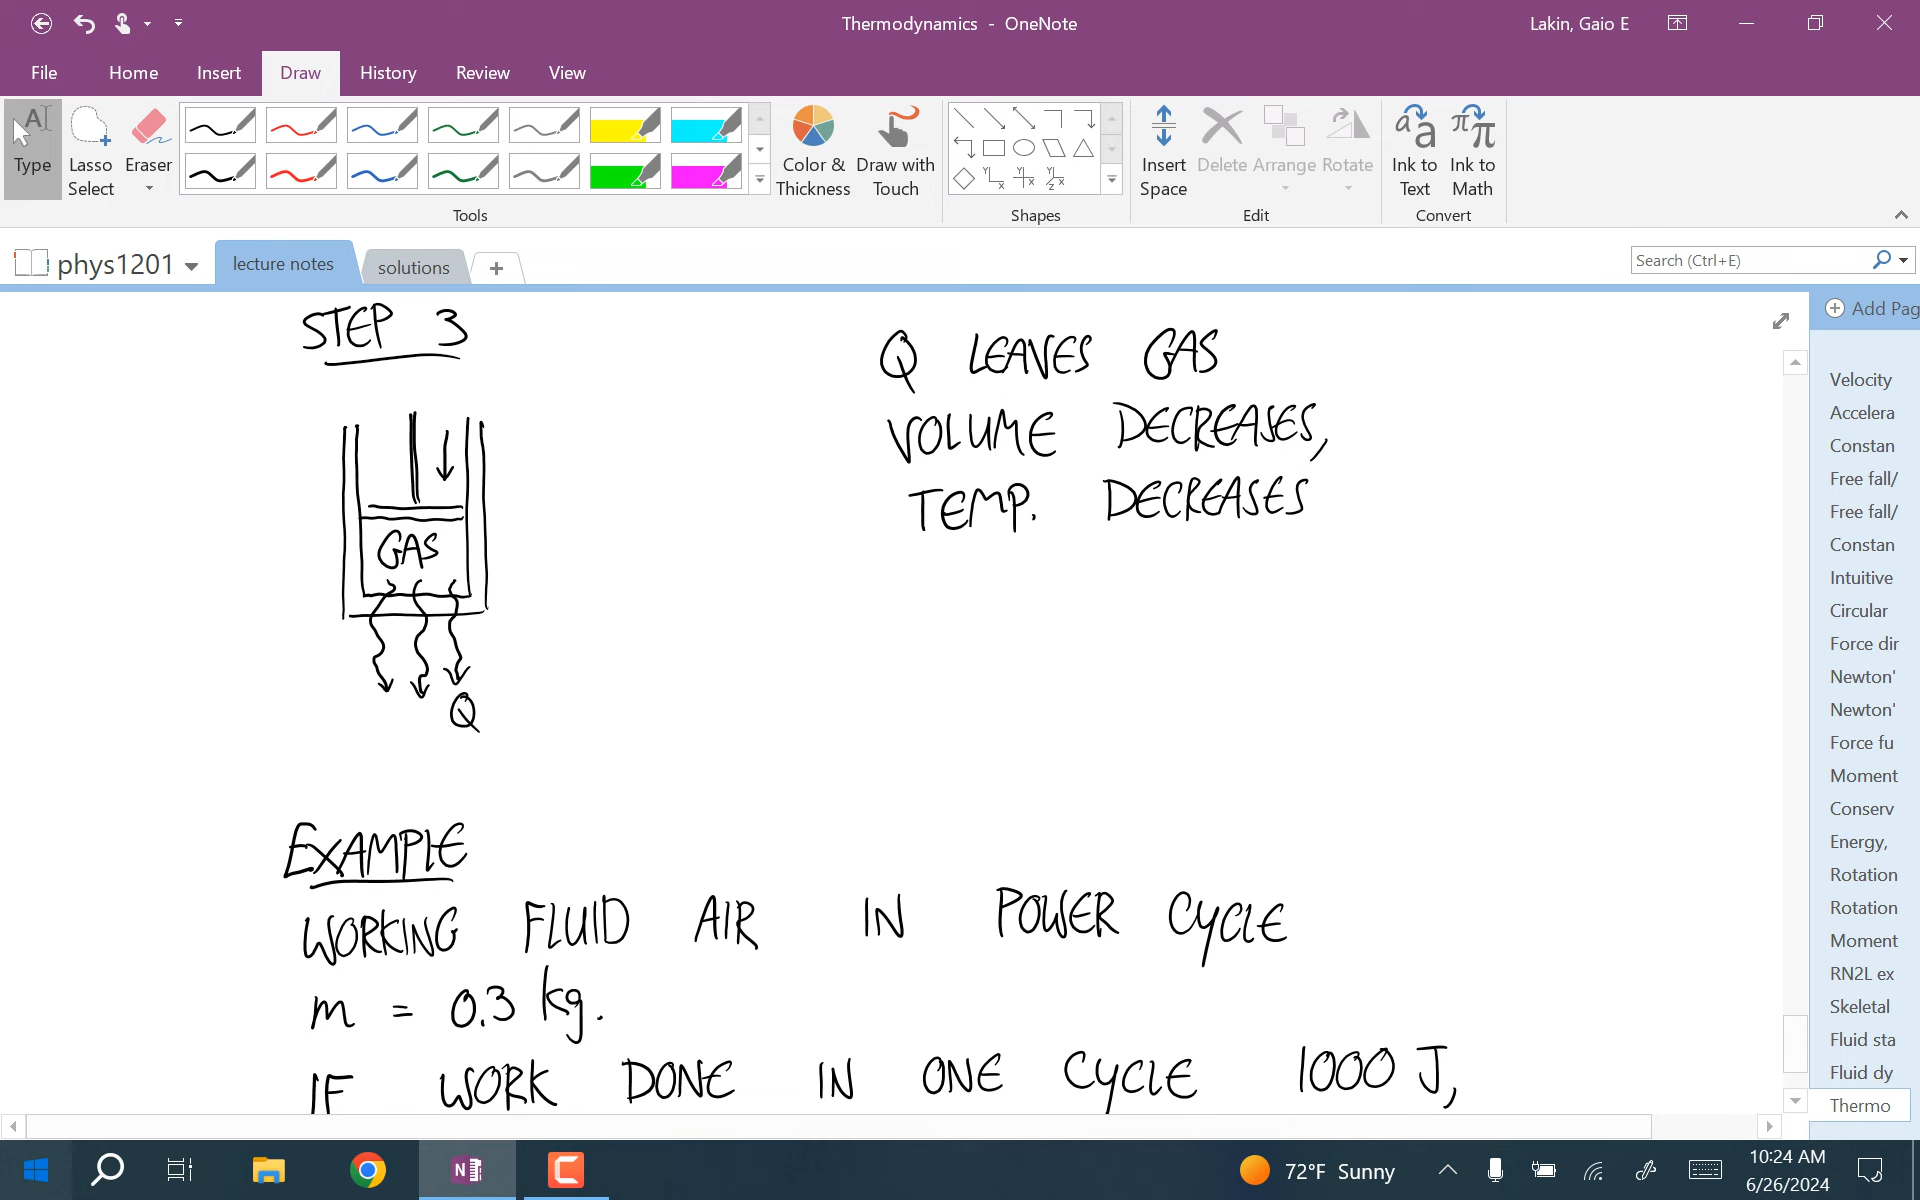 Thermodynamics - OneNote
Lakin, Gaio E
File Home Insert Draw History Review View
Type
Lasso Select
Eraser
Color & Thickness
Draw with Touch
Insert Space
Delete
Arrange
Rotate
Ink to Text
Ink to Math
Tools
Shapes
Edit
Convert
phys1201
lecture notes
solutions
Search (Ctrl+E)
STEP 3
Q LEAVES GAS
VOLUME DECREASES,
TEMP. DECREASES
GAS
Q
EXAMPLE
WORKING FLUID AIR IN POWER CYCLE
m = 0.3 kg.
IF WORK DONE IN ONE CYCLE 1000 J,
Add Pag
Velocity
Accelera
Constan
Free fall/
Free fall/
Constan
Intuitive
Circular
Force dir
Newton'
Newton'
Force fu
Moment
Conserv
Energy,
Rotation
Rotation
Moment
RN2L ex
Skeletal
Fluid sta
Fluid dy
Thermo
72°F Sunny
10:24 AM
6/26/2024